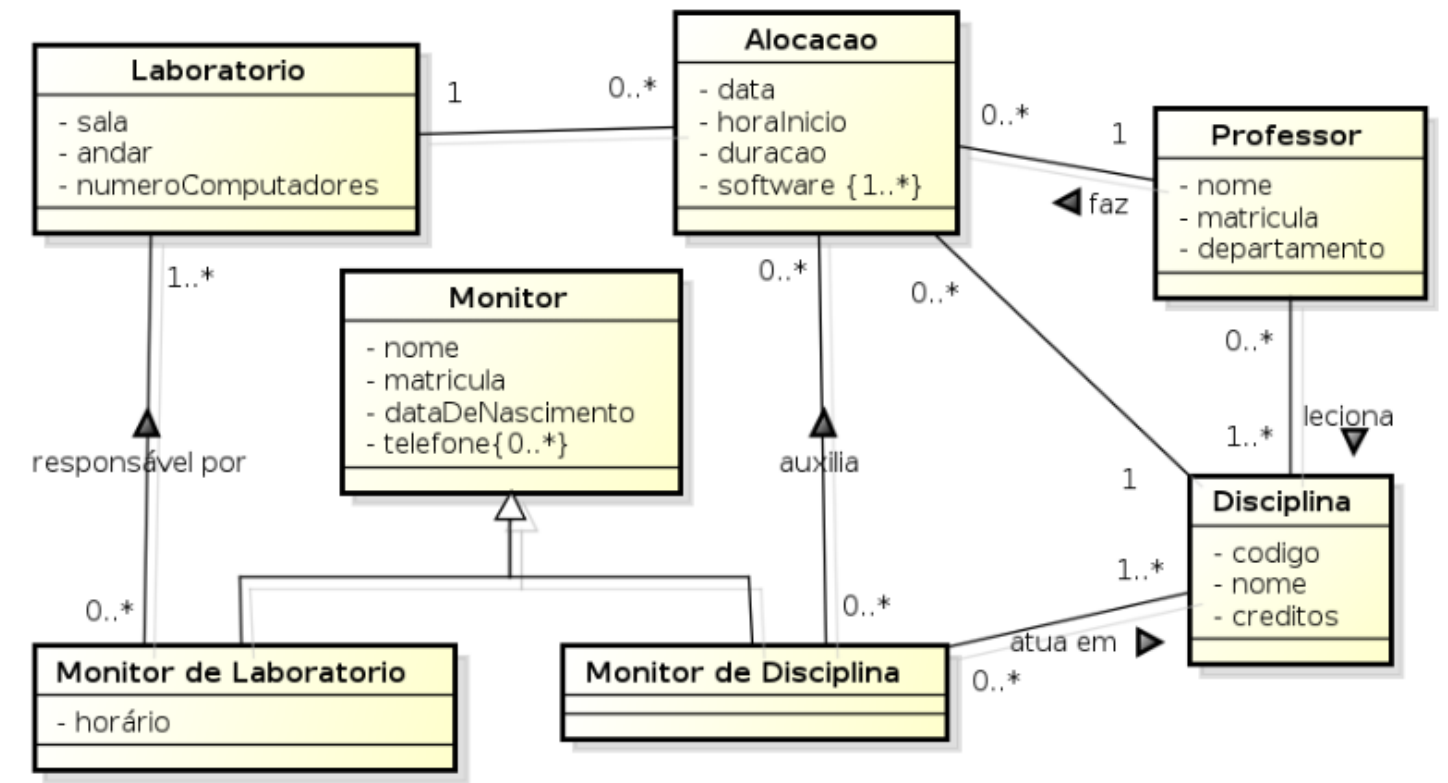 Laboratorio
- sala
- andar
- numeroComputadores
1
0..*
Alocacao
- data
- horaInicio
- duracao
- software {1..*}
0..*
1
faz
Professor
- nome
- matricula
- departamento
1..*
responsável por
0..*
Monitor
- nome
- matricula
- dataDeNascimento
- telefone{0..*}
0..*
auxilia
0..*
0..*
1
0..*
leciona
1..*
Disciplina
- codigo
- nome
- creditos
1..*
atua em
0..*
Monitor de Laboratorio
- horário
Monitor de Disciplina